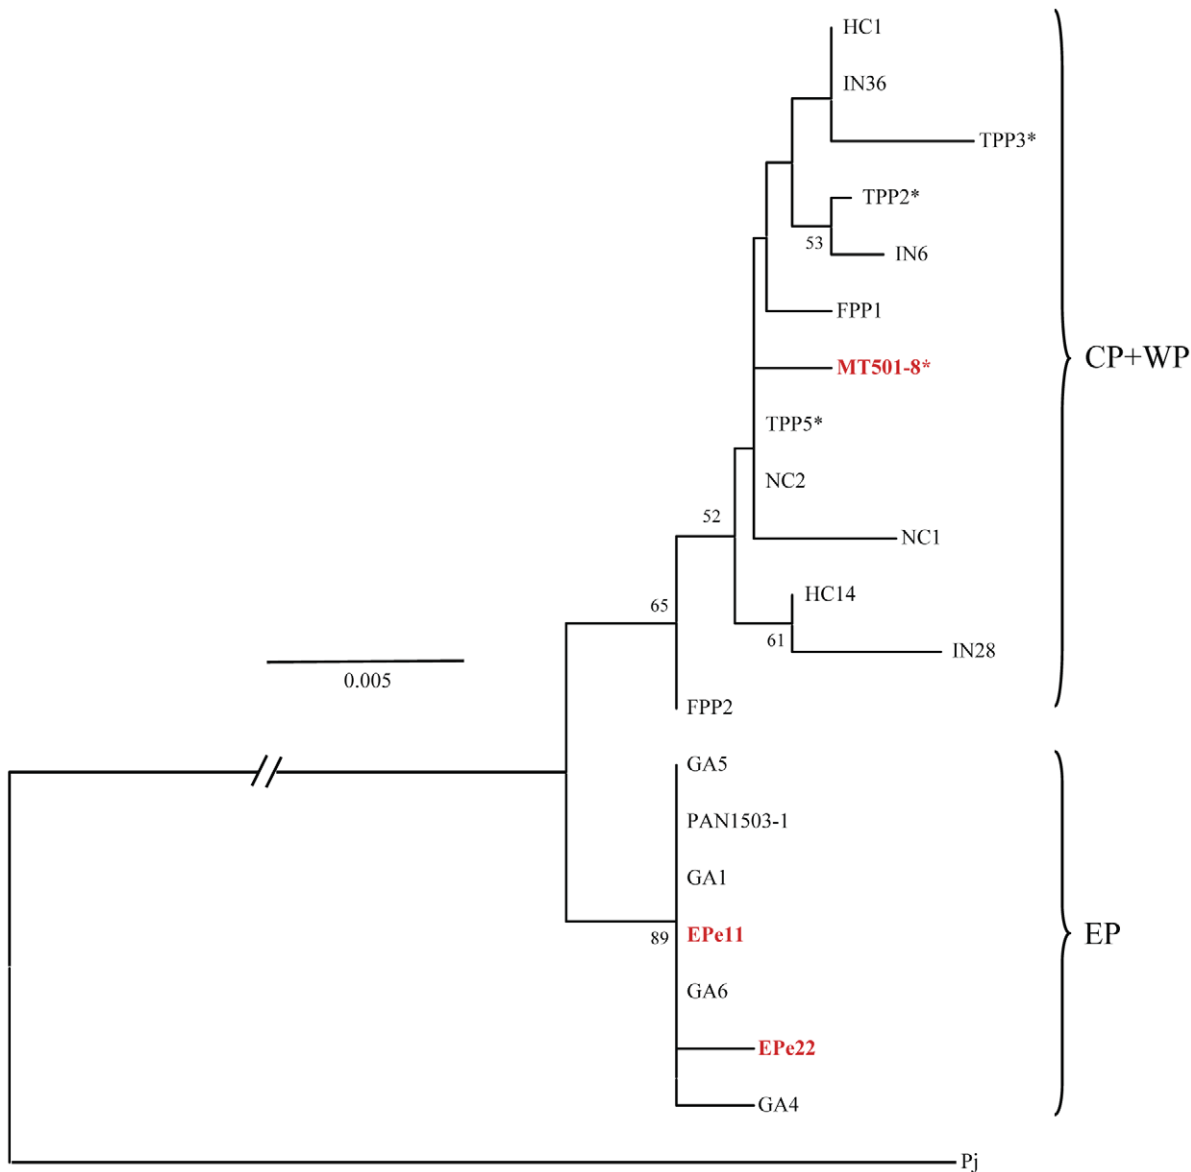 HC1
IN36
TPP3*
TPP2*
53
IN6
FPP1
CP+WP
MT501-8*
TPP5*
NC2
52
NC1
HC14
65
61
IN28
0.005
FPP2
GA5
PAN1503-1
GA1
EPe11
89
EP
GA6
EPe22
GA4
Pj